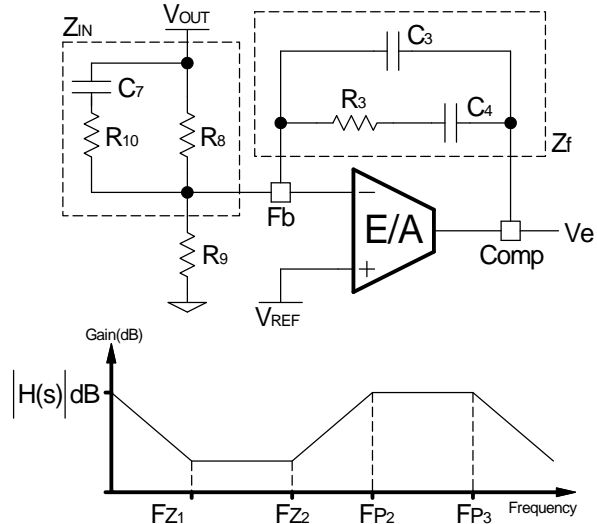 ZIN
VOUT
C3
C7
R3
C4
R10
R8
Zf
Fb
−
E/A
Ve
R9
+
Comp
VREF
Gain(dB)
|H(s)| dB
FZ1
FZ2
FP2
FP3
Frequency